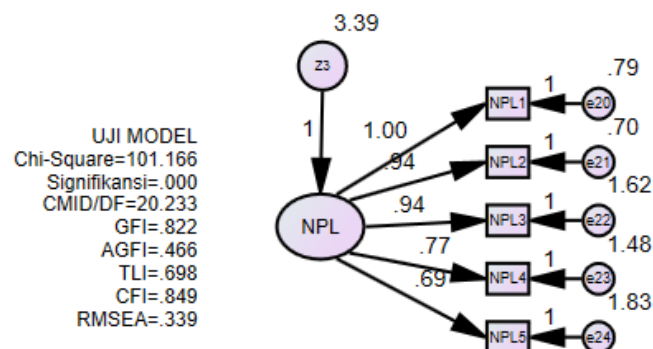 3.39
z3
1
UJI MODEL
Chi-Square=101.166
Signifikansi=.000
CMID/DF=20.233
GFI=.822
AGFI=.466
TLI=.698
CFI=.849
RMSEA=.339
NPL
1.00
.94
.94
.77
.69
NPL1
1
e20
.79
NPL2
1
e21
.70
NPL3
1
e22
1.62
NPL4
1
e23
1.48
NPL5
1
e24
1.83